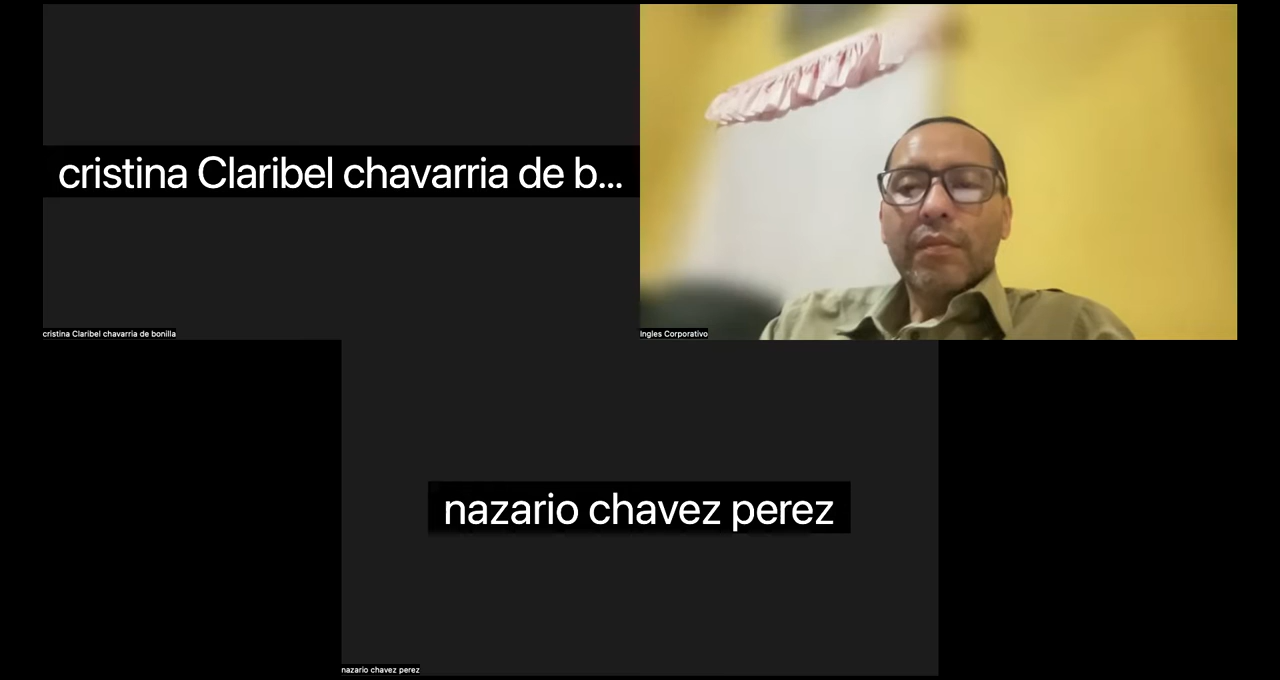 cristina Claribel chavarria de b...
cristina Claribel chavarria de bonilla
Ingles Corporativo
nazario chavez perez
nazario chavez perez